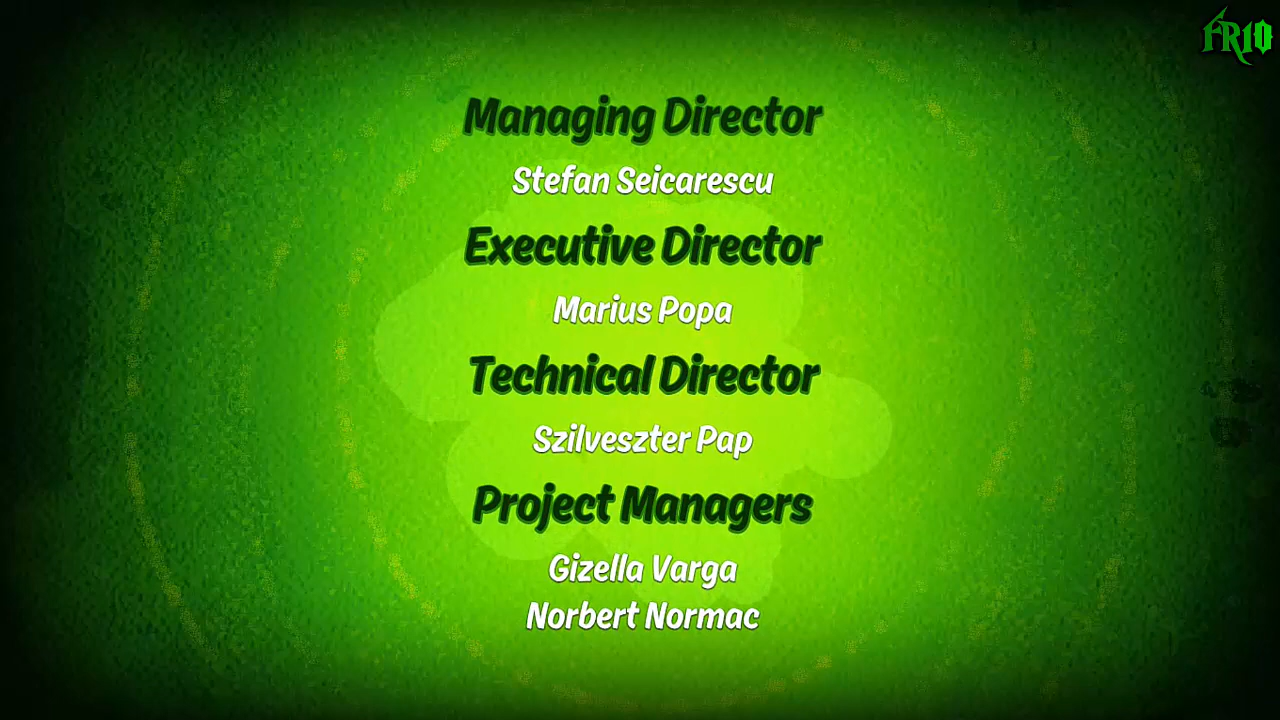 FR10
Managing Director
Stefan Seicarescu
Executive Director
Marius Popa
Technical Director
Szilveszter Pap
Project Managers
Gizella Varga
Norbert Normac